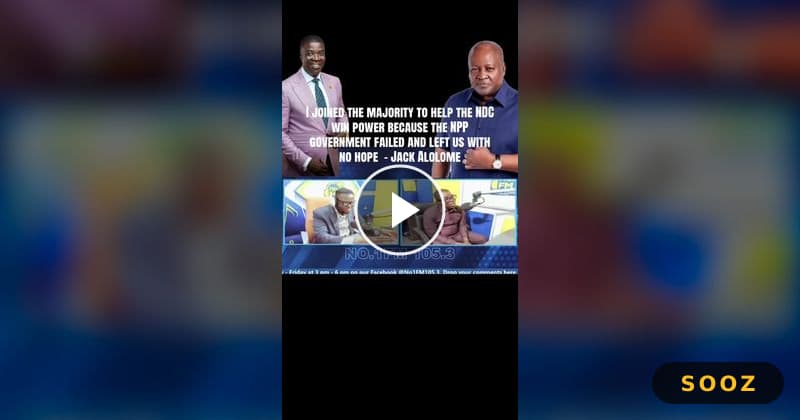 I joined the majority to help the NDC
win power because the NPP
government failed and left us with
no hope - Jack Alolome
FM
NO.1 FM 105.3
- Friday at 3 pm - 6 pm on our Facebook @No1FM105.3. Drop your comments here
SOOZ